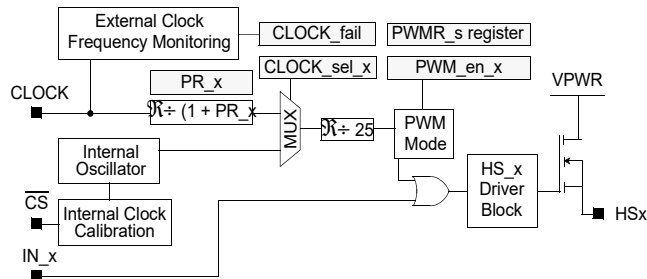 External Clock
Frequency Monitoring
CLOCK_fail
PWMR_s register
CLOCK_sel_x
PWM_en_x
PR_x
VPWR
CLOCK
ℜ÷ (1 + PR_x
MUX
ℜ÷ 25
PWM
Mode
Internal
Oscillator
HS_x
Driver
Block
CS
Internal Clock
Calibration
HSx
IN_x